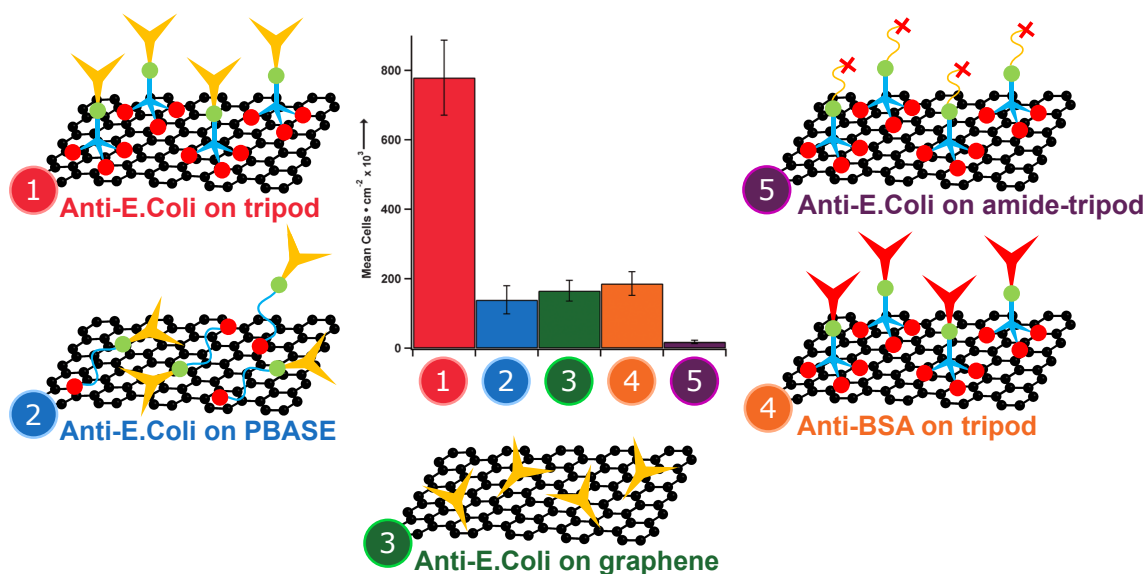 1
Anti-E.Coli on tripod
2
Anti-E.Coli on PBASE
Mean Cells • cm⁻² x 10³ →
800
600
400
200
0
1 2 3 4 5
3
Anti-E.Coli on graphene
5
Anti-E.Coli on amide-tripod
4
Anti-BSA on tripod